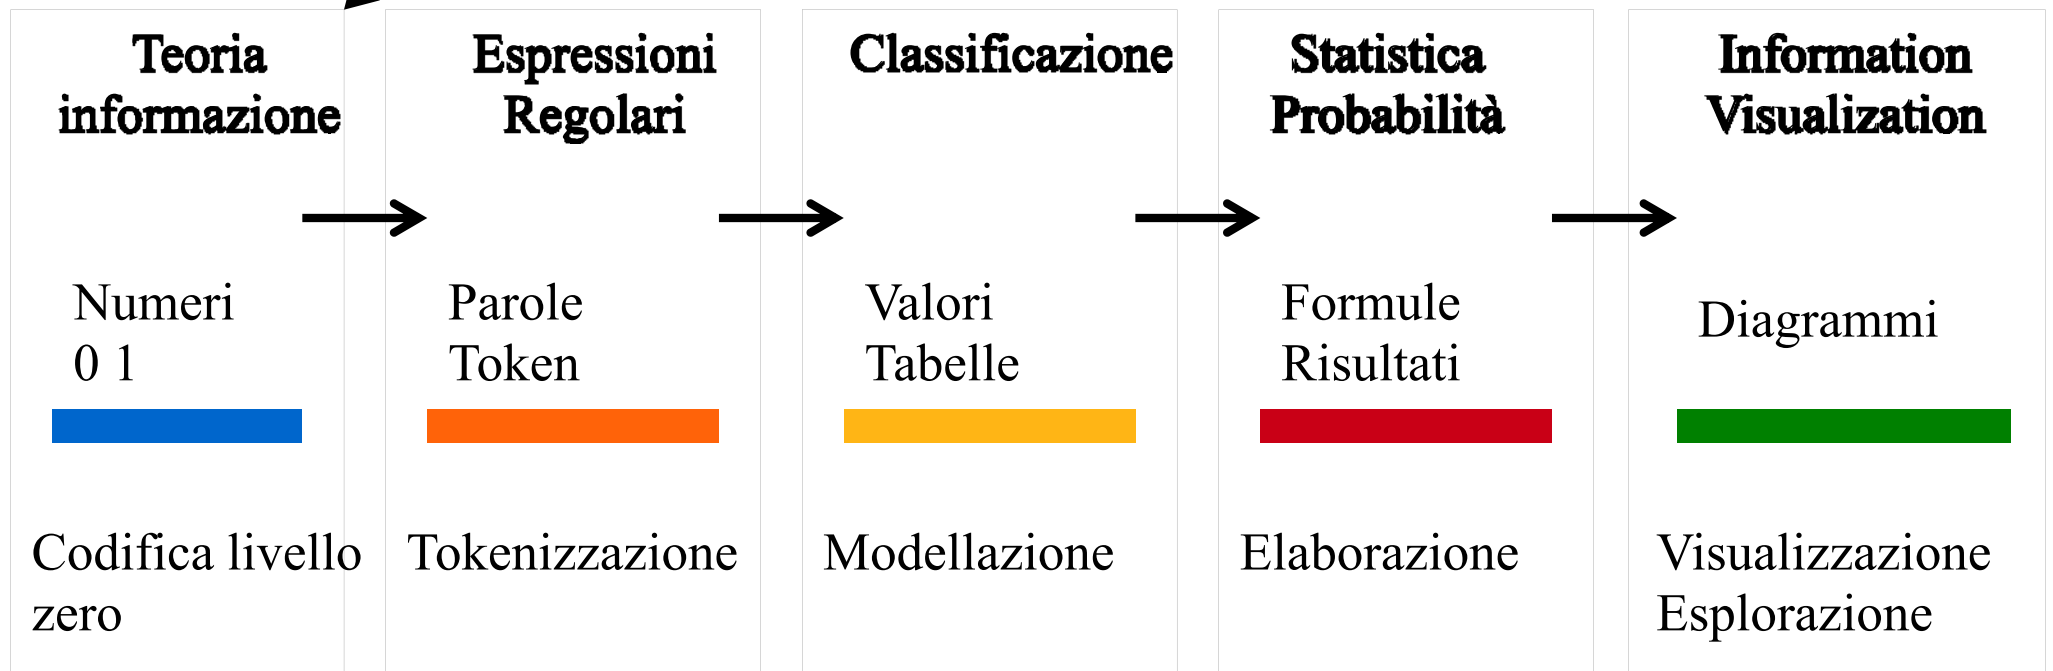 Teoria
informazione
Numeri
0 1
Codifica livello
zero
Espressioni
Regolari
Parole
Token
Tokenizzazione
Classificazione
Valori
Tabelle
Modellazione
Statistica
Probabilità
Formule
Risultati
Elaborazione
Information
Visualization
Diagrammi
Visualizzazione
Esplorazione